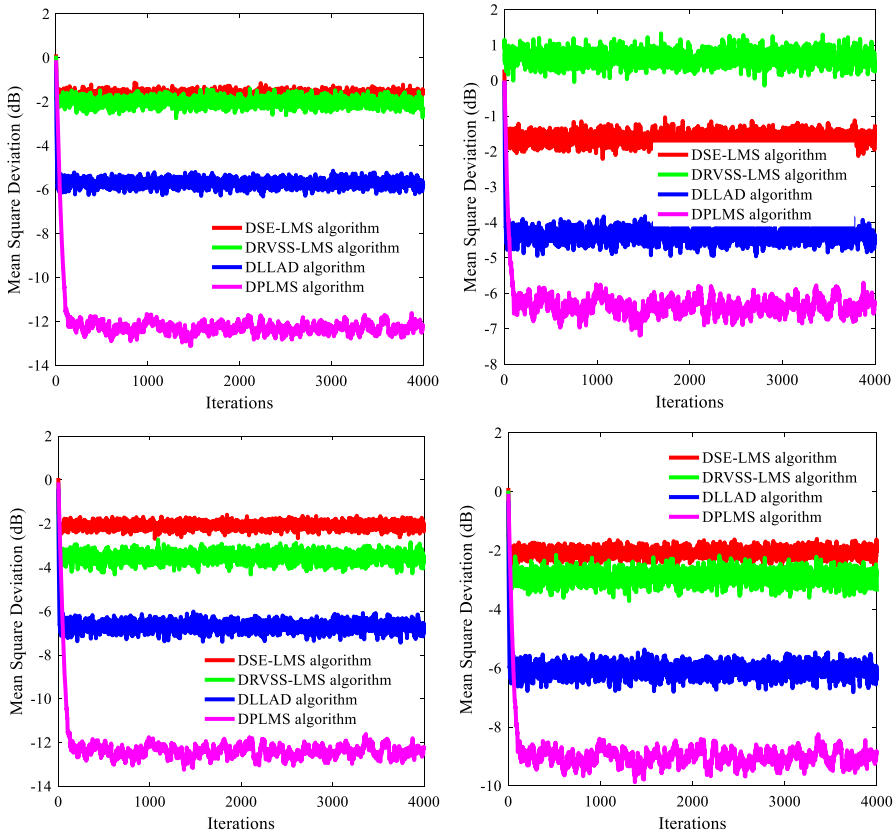 2
0
-2
-4
-6
-8
-10
-12
-14
0
1000
2000
3000
4000
Mean Square Deviation (dB)
Iterations
DSE-LMS algorithm
DRVSS-LMS algorithm
DLLAD algorithm
DPLMS algorithm
2
1
0
-1
-2
-3
-4
-5
-6
-7
-8
0
1000
2000
3000
4000
Mean Square Deviation (dB)
Iterations
DSE-LMS algorithm
DRVSS-LMS algorithm
DLLAD algorithm
DPLMS algorithm
2
0
-2
-4
-6
-8
-10
-12
-14
0
1000
2000
3000
4000
Mean Square Deviation (dB)
Iterations
DSE-LMS algorithm
DRVSS-LMS algorithm
DLLAD algorithm
DPLMS algorithm
2
0
-2
-4
-6
-8
-10
0
1000
2000
3000
4000
Mean Square Deviation (dB)
Iterations
DSE-LMS algorithm
DRVSS-LMS algorithm
DLLAD algorithm
DPLMS algorithm